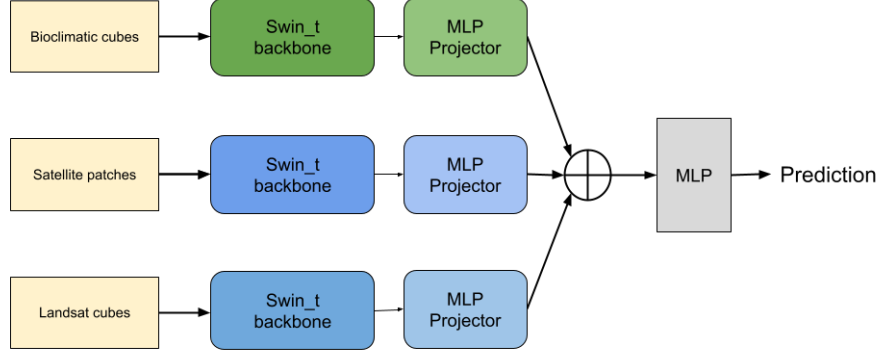 Bioclimatic cubes
Swin_t
backbone
MLP
Projector
Satellite patches
Swin_t
backbone
MLP
Projector
MLP
Prediction
Landsat cubes
Swin_t
backbone
MLP
Projector